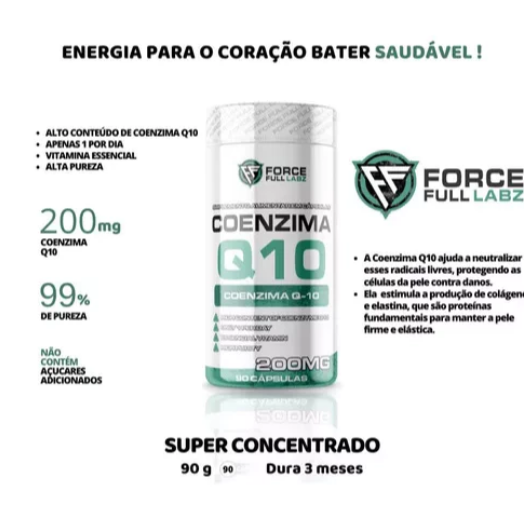 ENERGIA PARA O CORAÇÃO BATER SAUDÁVEL !
• ALTO CONTEÚDO DE COENZIMA Q10
• APENAS 1 POR DIA
• VITAMINA ESSENCIAL
• ALTA PUREZA
200mg
COENZIMA
Q10
99%
DE PUREZA
NÃO
CONTÉM
AÇUCARES
ADICIONADOS
FORCE
FULL LABZ
COENZIMA
Q10
COENZIMA Q-10
200MG
90 CÁPSULAS
FORCE
FULL LABZ
• A Coenzima Q10 ajuda a neutralizar
esses radicais livres, protegendo as
células da pele contra danos.
• Ela estimula a produção de colágeno
e elastina, que são proteínas
fundamentais para manter a pele
firme e elástica.
SUPER CONCENTRADO
90 g 90 Dura 3 meses